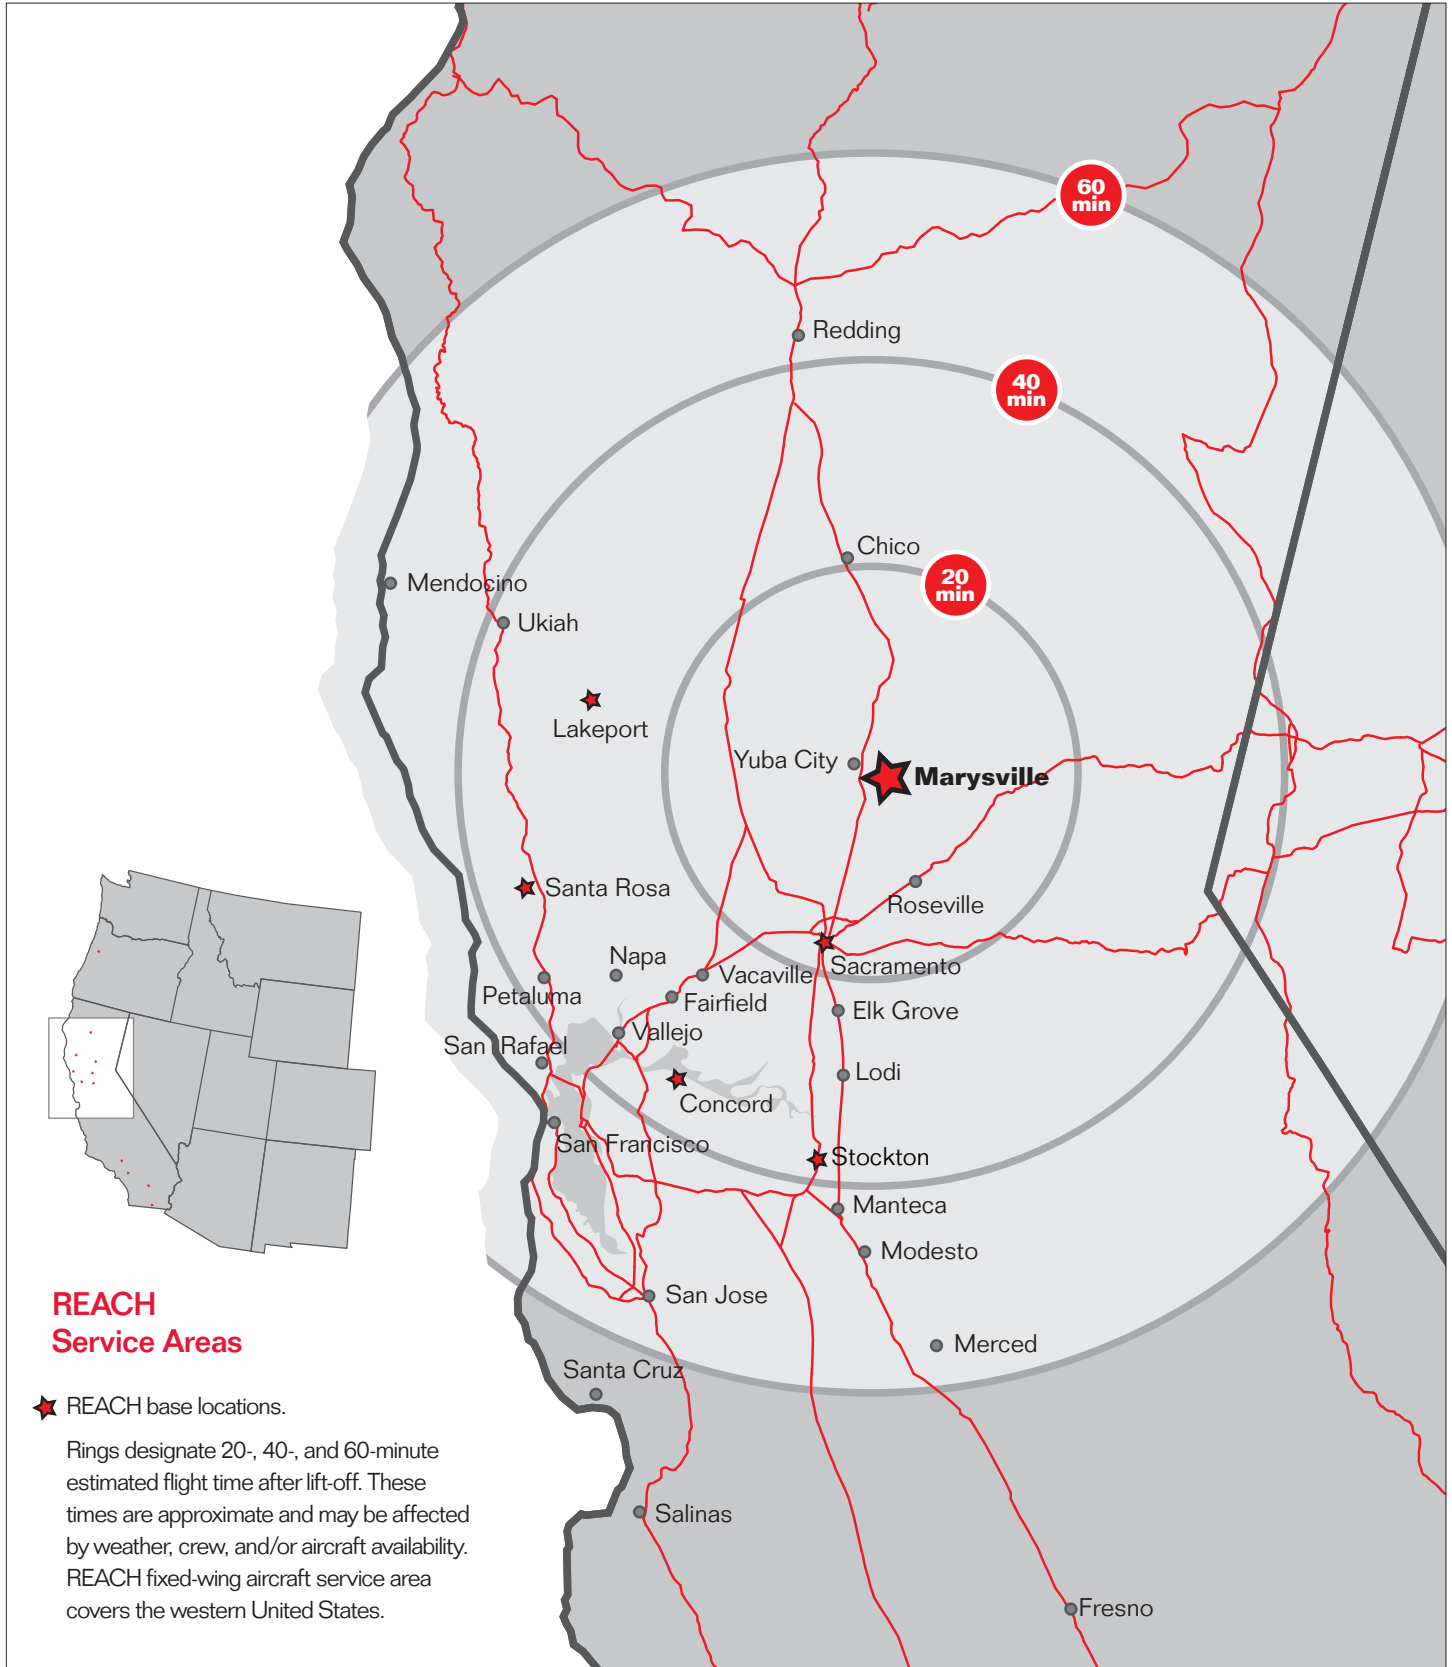 60
min
Redding
40
min
Chico
20
min
Mendocino
Ukiah
Lakeport
Yuba City
Marysville
Santa Rosa
Roseville
Napa
Sacramento
Vacaville
Petaluma
Fairfield
Elk Grove
Vallejo
San Rafael
Lodi
Concord
San Francisco
Stockton
Manteca
Modesto
San Jose
Merced
Santa Cruz
Salinas
Fresno
REACH
Service Areas
REACH base locations.
Rings designate 20-, 40-, and 60-minute
estimated flight time after lift-off. These
times are approximate and may be affected
by weather, crew, and/or aircraft availability.
REACH fixed-wing aircraft service area
covers the western United States.